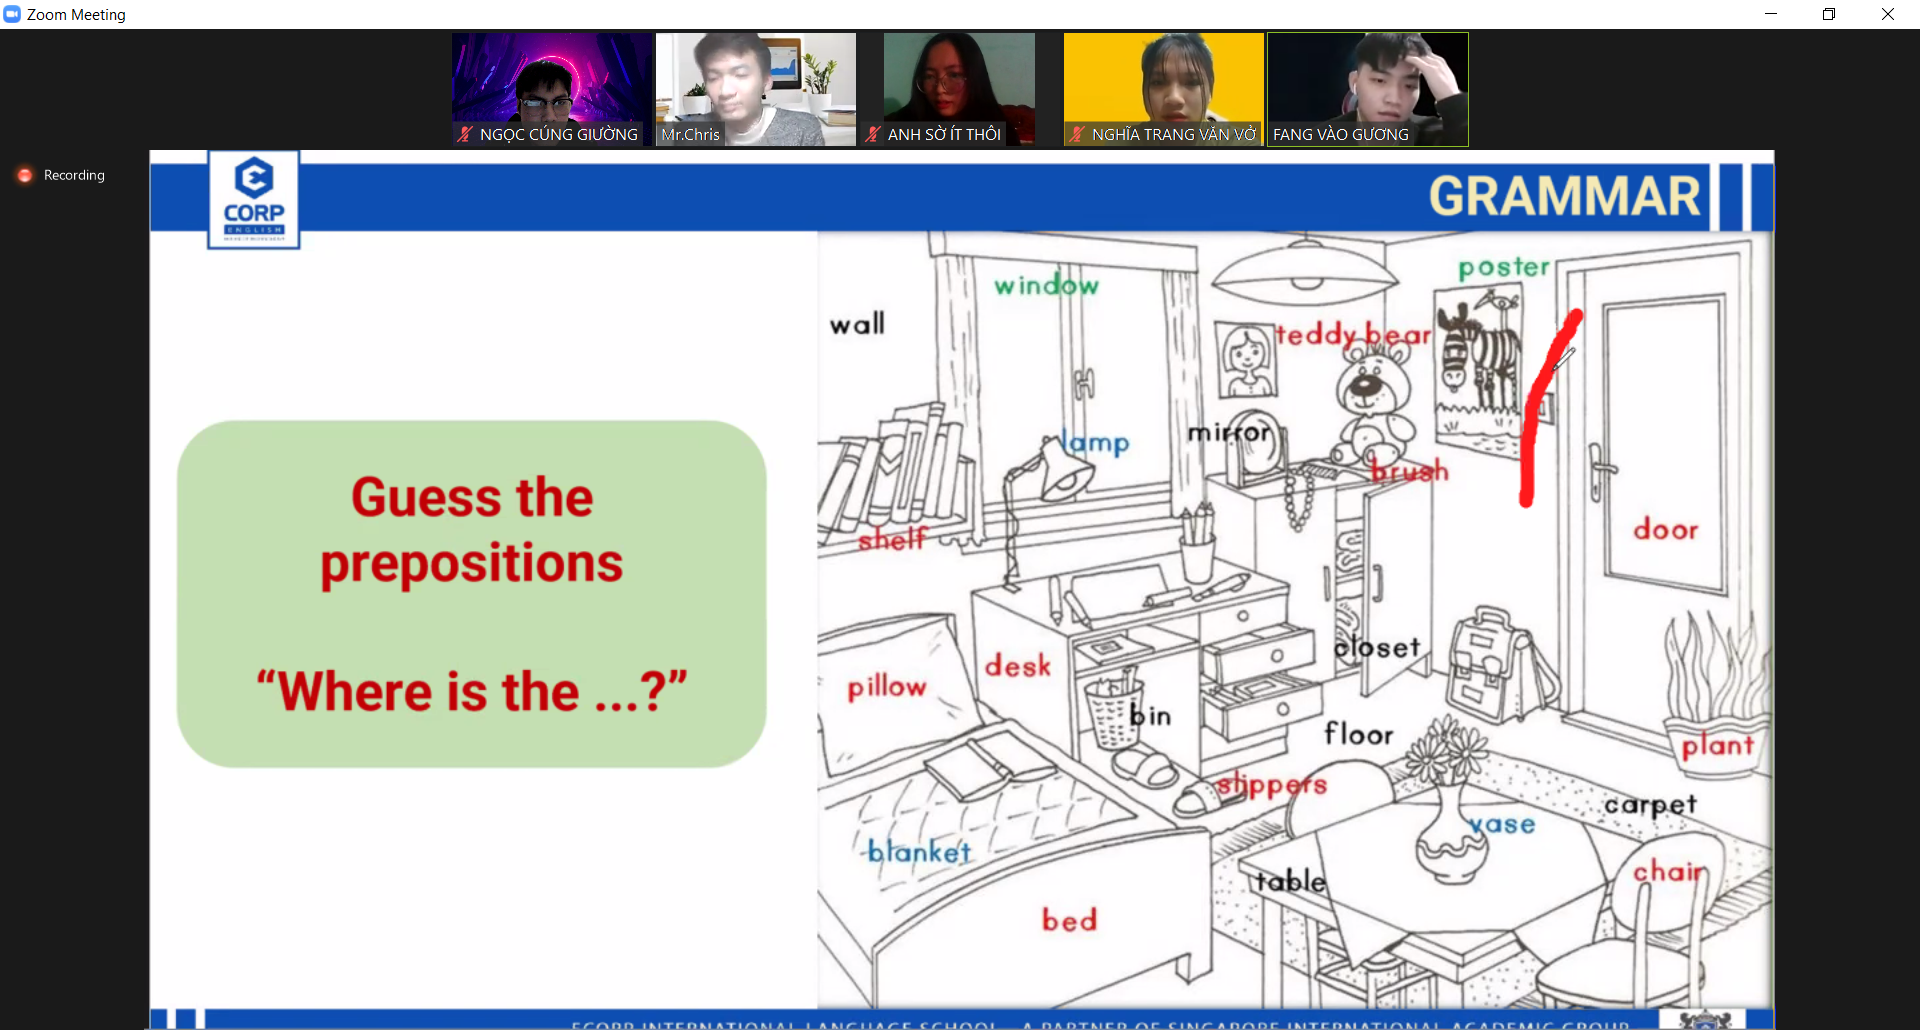 Zoom Meeting
NGỌC CÚNG GIƯỜNG
Mr.Chris
ANH SỜ ÍT THÔI
NGHĨA TRANG VẪN VỞ
FANG VÀO GƯƠNG
Recording
CORP
ENGLISH
GRAMMAR
Guess the
prepositions
“Where is the ...?”
window
poster
wall
teddy bear
lamp
mirror
brush
shelf
door
closet
desk
pillow
bin
floor
plant
slippers
carpet
vase
blanket
table
chair
bed
ECORP INTERNATIONAL LANGUAGE SCHOOL - A PARTNER OF SINGAPORE INTERNATIONAL ACADEMIC GROUP